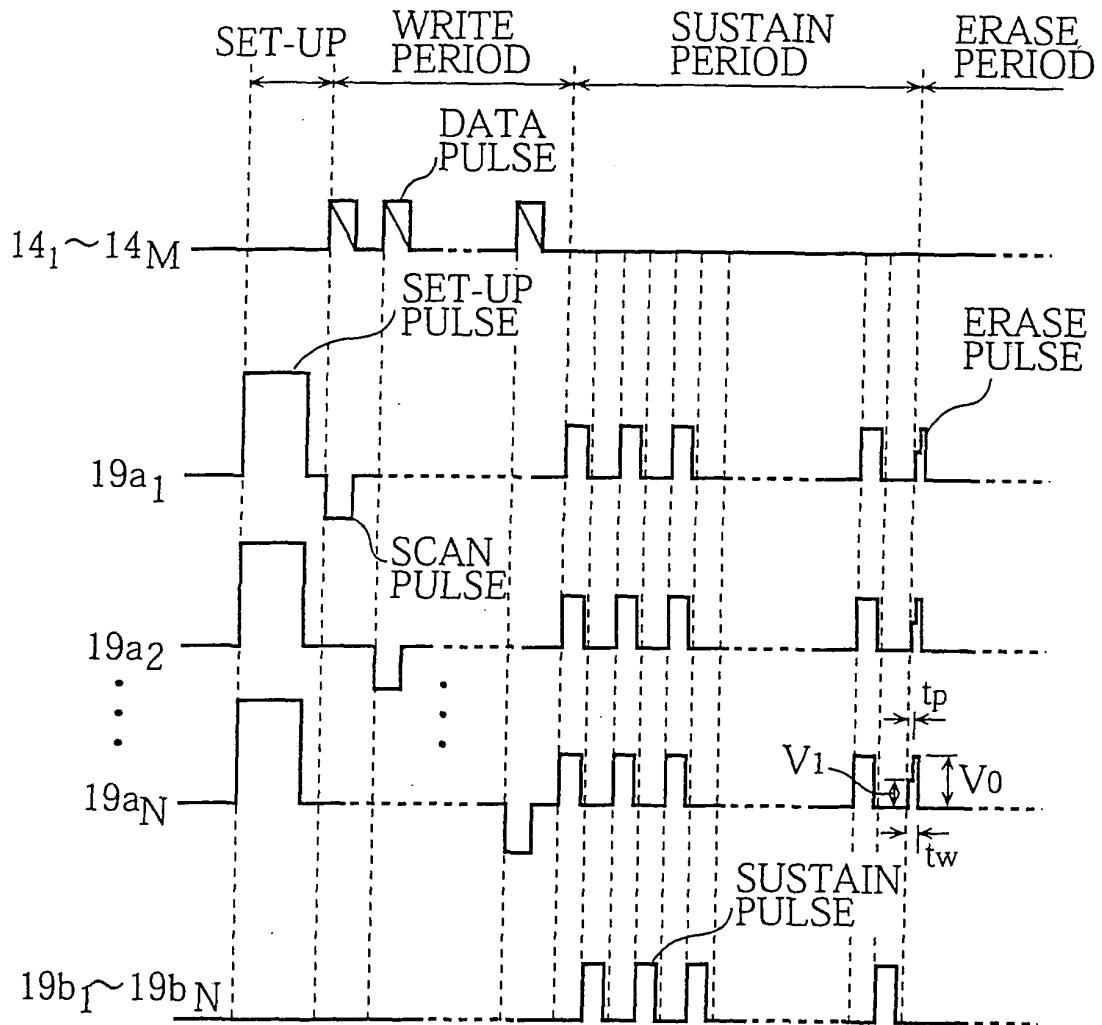 SET-UP
WRITE
PERIOD
SUSTAIN
PERIOD
ERASE
PERIOD
DATA
PULSE
14₁~14M
SET-UP
PULSE
ERASE
PULSE
19a₁
SCAN
PULSE
19a₂
tp
V1
V0
19aN
tw
SUSTAIN
PULSE
19b₁~19bN